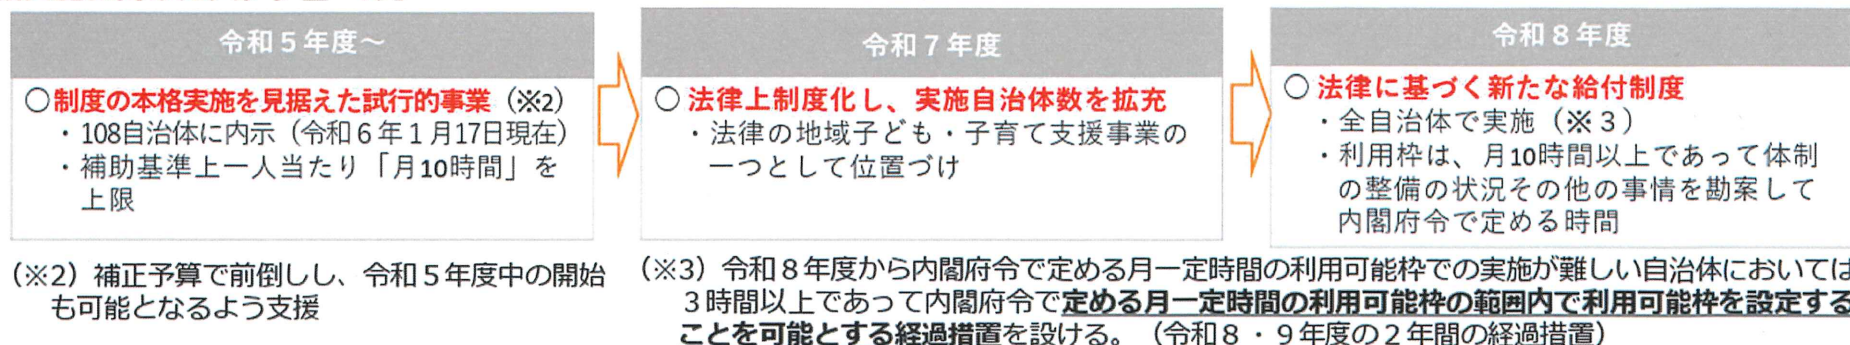 令和5年度～
○制度の本格実施を見据えた試行的事業（※2）
・108自治体に内示（令和6年1月17日現在）
・補助基準上一人当たり「月10時間」を
上限
（※2）補正予算で前倒しし、令和5年度中の開始
も可能となるよう支援
令和7年度
○ 法律上制度化し、実施自治体数を拡充
・法律の地域子ども・子育て支援事業の
一つとして位置づけ
令和8年度
○ 法律に基づく新たな給付制度
・全自治体で実施（※３）
・利用枠は、月10時間以上であって体制
の整備の状況その他の事情を勘案して
内閣府令で定める時間
（※3）令和８年度から内閣府令で定める月一定時間の利用可能枠での実施が難しい自治体においては
３時間以上であって内閣府令で定める月一定時間の利用可能枠の範囲内で利用可能枠を設定する
ことを可能とする経過措置を設ける。（令和８・９年度の２年間の経過措置）